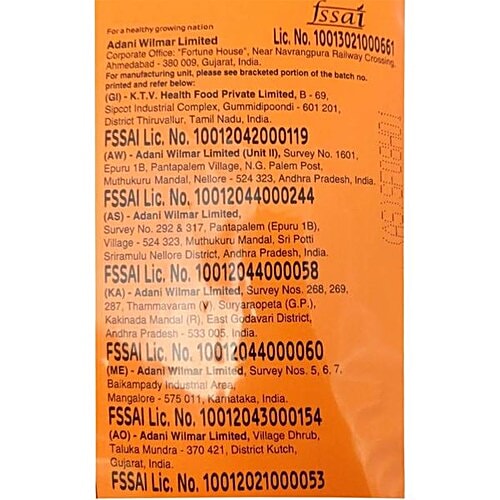 For a healthy growing nation
fssai
Adani Wilmar Limited
Lic. No. 10013021000661
Corporate Office: "Fortune House", Near Navrangpura Railway Crossing,
Ahmedabad - 380 009, Gujarat, India.
For manufacturing unit, please see bracketed portion of the batch no.
printed and refer below:
(GI) - K.T.V. Health Food Private Limited, B - 69,
Sipcot Industrial Complex, Gummidipoondi - 601 201,
District Thiruvallur, Tamil Nadu, India.
FSSAI Lic. No. 10012042000119
(AW) - Adani Wilmar Limited (Unit II), Survey No. 1601,
Epuru 1B, Pantapalem Village, N.G. Palem Post,
Muthukuru Mandal, Nellore - 524 323, Andhra Pradesh, India.
FSSAI Lic. No. 10012044000244
(AS) - Adani Wilmar Limited,
Survey No. 292 & 317, Pantapalem (Epuru 1B),
Village - 524 323, Muthukuru Mandal, Sri Potti
Sriramulu Nellore District, Andhra Pradesh, India.
FSSAI Lic. No. 10012044000058
(KA) - Adani Wilmar Limited, Survey Nos. 268, 269,
287, Thammavaram (V), Suryaraopeta (G.P.),
Kakinada Mandal (R), East Godavari District,
Andhra Pradesh - 533 005, India.
FSSAI Lic. No. 10012044000060
(ME) - Adani Wilmar Limited, Survey Nos. 5, 6, 7,
Baikampady Industrial Area,
Mangalore - 575 011, Karnataka, India.
FSSAI Lic. No. 10012043000154
(AO) - Adani Wilmar Limited, Village Dhrub,
Taluka Mundra - 370 421, District Kutch,
Gujarat, India.
FSSAI Lic. No. 10012021000053